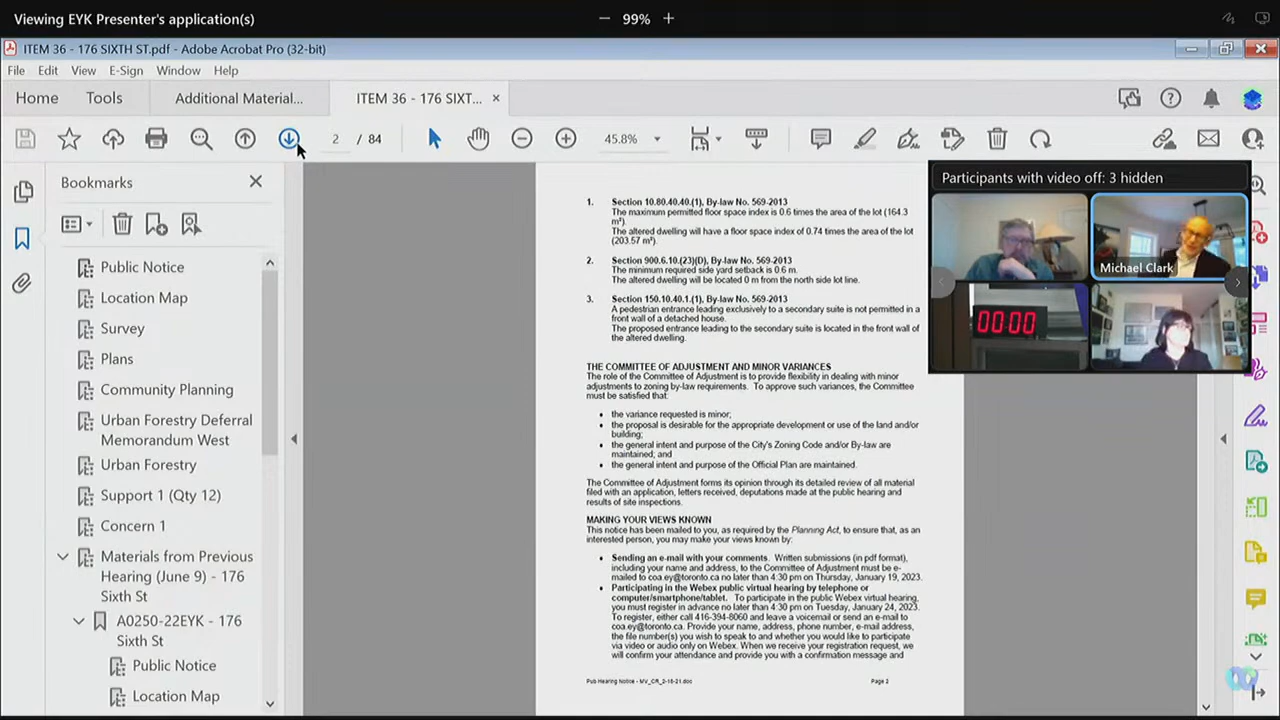 Viewing EYK Presenter's application(s)
99%
ITEM 36 - 176 SIXTH ST.pdf - Adobe Acrobat Pro (32-bit)
File Edit View E-Sign Window Help
Home Tools Additional Material... ITEM 36 - 176 SIXT...
2 / 84 45.8%
Bookmarks
Public Notice
Location Map
Survey
Plans
Community Planning
Urban Forestry Deferral
Memorandum West
Urban Forestry
Support 1 (Qty 12)
Concern 1
Materials from Previous
Hearing (June 9) - 176
Sixth St
A0250-22EYK - 176
Sixth St
Public Notice
Location Map
1. Section 10.80.40.40.(1), By-law No. 569-2013
The maximum permitted floor space index is 0.6 times the area of the lot (164.3
m²).
The altered dwelling will have a floor space index of 0.74 times the area of the lot
(203.57 m²).
2. Section 900.6.10.(23)(D), By-law No. 569-2013
The minimum required side yard setback is 0.6 m.
The altered dwelling will be located 0 m from the north side lot line.
3. Section 150.10.40.1.(1), By-law No. 569-2013
A pedestrian entrance leading exclusively to a secondary suite is not permitted in a
front wall of a detached house.
The proposed entrance leading to the secondary suite is located in the front wall of
the altered dwelling.
THE COMMITTEE OF ADJUSTMENT AND MINOR VARIANCES
The role of the Committee of Adjustment is to provide flexibility in dealing with minor
adjustments to zoning by-law requirements. To approve such variances, the Committee
must be satisfied that:
• the variance requested is minor;
• the proposal is desirable for the appropriate development or use of the land and/or
building;
• the general intent and purpose of the City's Zoning Code and/or By-law are
maintained; and
• the general intent and purpose of the Official Plan are maintained.
The Committee of Adjustment forms its opinion through its detailed review of all material
filed with an application, letters received, deputations made at the public hearing and
results of site inspections.
MAKING YOUR VIEWS KNOWN
This notice has been mailed to you, as required by the Planning Act, to ensure that, as an
interested person, you may make your views known by:
• Sending an e-mail with your comments. Written submissions (in pdf format),
including your name and address, to the Committee of Adjustment must be e-
mailed to coa.ey@toronto.ca no later than 4:30 pm on Thursday, January 19, 2023.
• Participating in the Webex public virtual hearing by telephone or
computer/smartphone/tablet. To participate in the public Webex virtual hearing,
you must register in advance no later than 4:30 pm on Tuesday, January 24, 2023.
To register, either call 416-394-8060 and leave a voicemail or send an e-mail to
coa.ey@toronto.ca. Provide your name, address, phone number, e-mail address,
the file number(s) you wish to speak to and whether you would like to participate
via video or audio only on Webex. When we receive your registration request, we
will confirm your attendance and provide you with a confirmation message and
Pub Hearing Notice - MV_CR_2-16-21.doc Page 2
Participants with video off: 3 hidden
Michael Clark
00:00